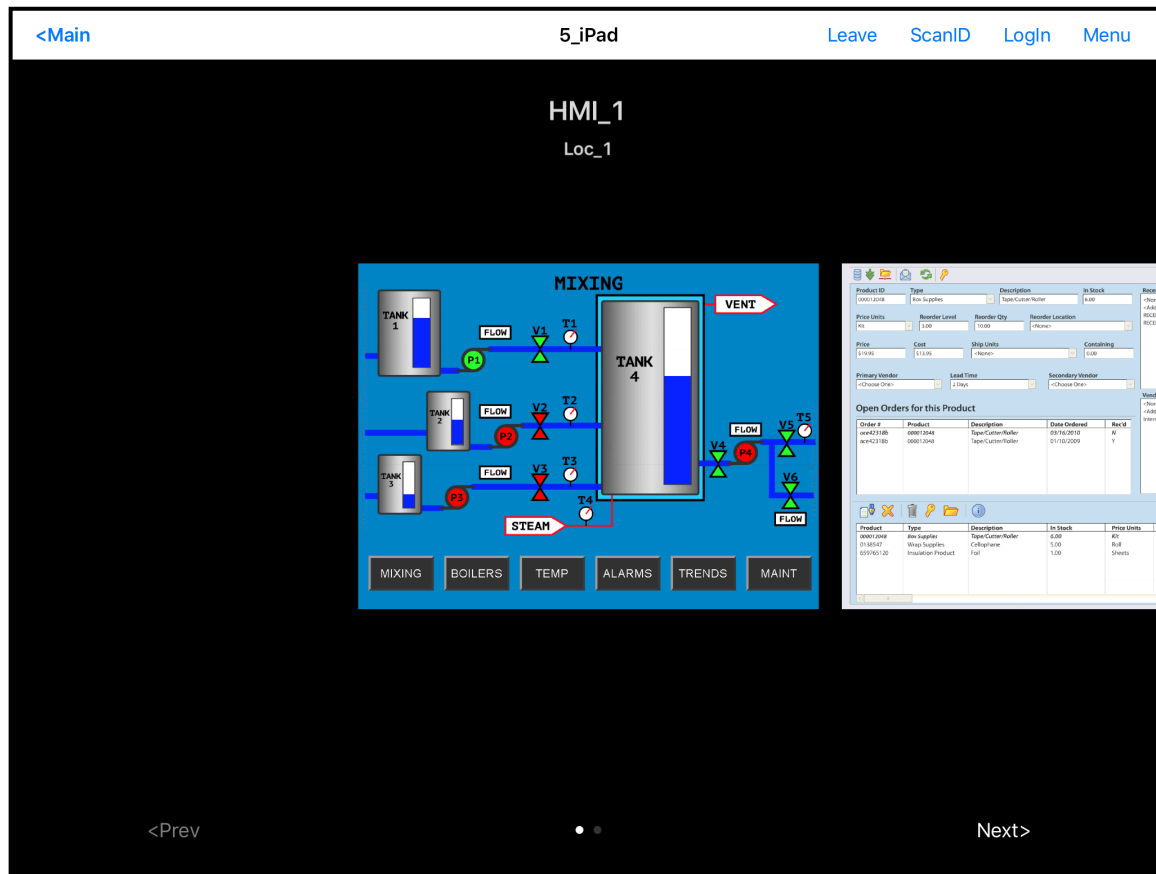 <Main 5_iPad Leave ScanID LogIn Menu
HMI_1
Loc_1
MIXING
VENT
TANK 1
FLOW V1 T1
P1
TANK 4
TANK 2
FLOW V2 T2
P2
FLOW V5 T5
V4 P4
TANK 3
FLOW V3 T3
P3
V6
T4
STEAM
FLOW
MIXING BOILERS TEMP ALARMS TRENDS MAINT
Product ID Type Description In Stock
000012048 Box Supplies Tape/Cutter/Roller 6.00
Price Units Reorder Level Reorder Qty Reorder Location
Kit 3.00 10.00 <None>
Price Cost Ship Units Containing
$19.95 $13.95 <None> 0.00
Primary Vendor Lead Time Secondary Vendor
<Choose One> 2 Days <Choose One>
Open Orders for this Product
Order # Product Description Date Ordered Rec'd
ace42318b 000012048 Tape/Cutter/Roller 03/16/2010 N
ace42318b 000012048 Tape/Cutter/Roller 01/10/2009 Y
Product Type Description In Stock Price Units
000012048 Box Supplies Tape/Cutter/Roller 6.00 Kit
0138547 Wrap Supplies Cellophane 5.00 Roll
659765120 Insulation Product Foil 1.00 Sheets
<Prev Next>